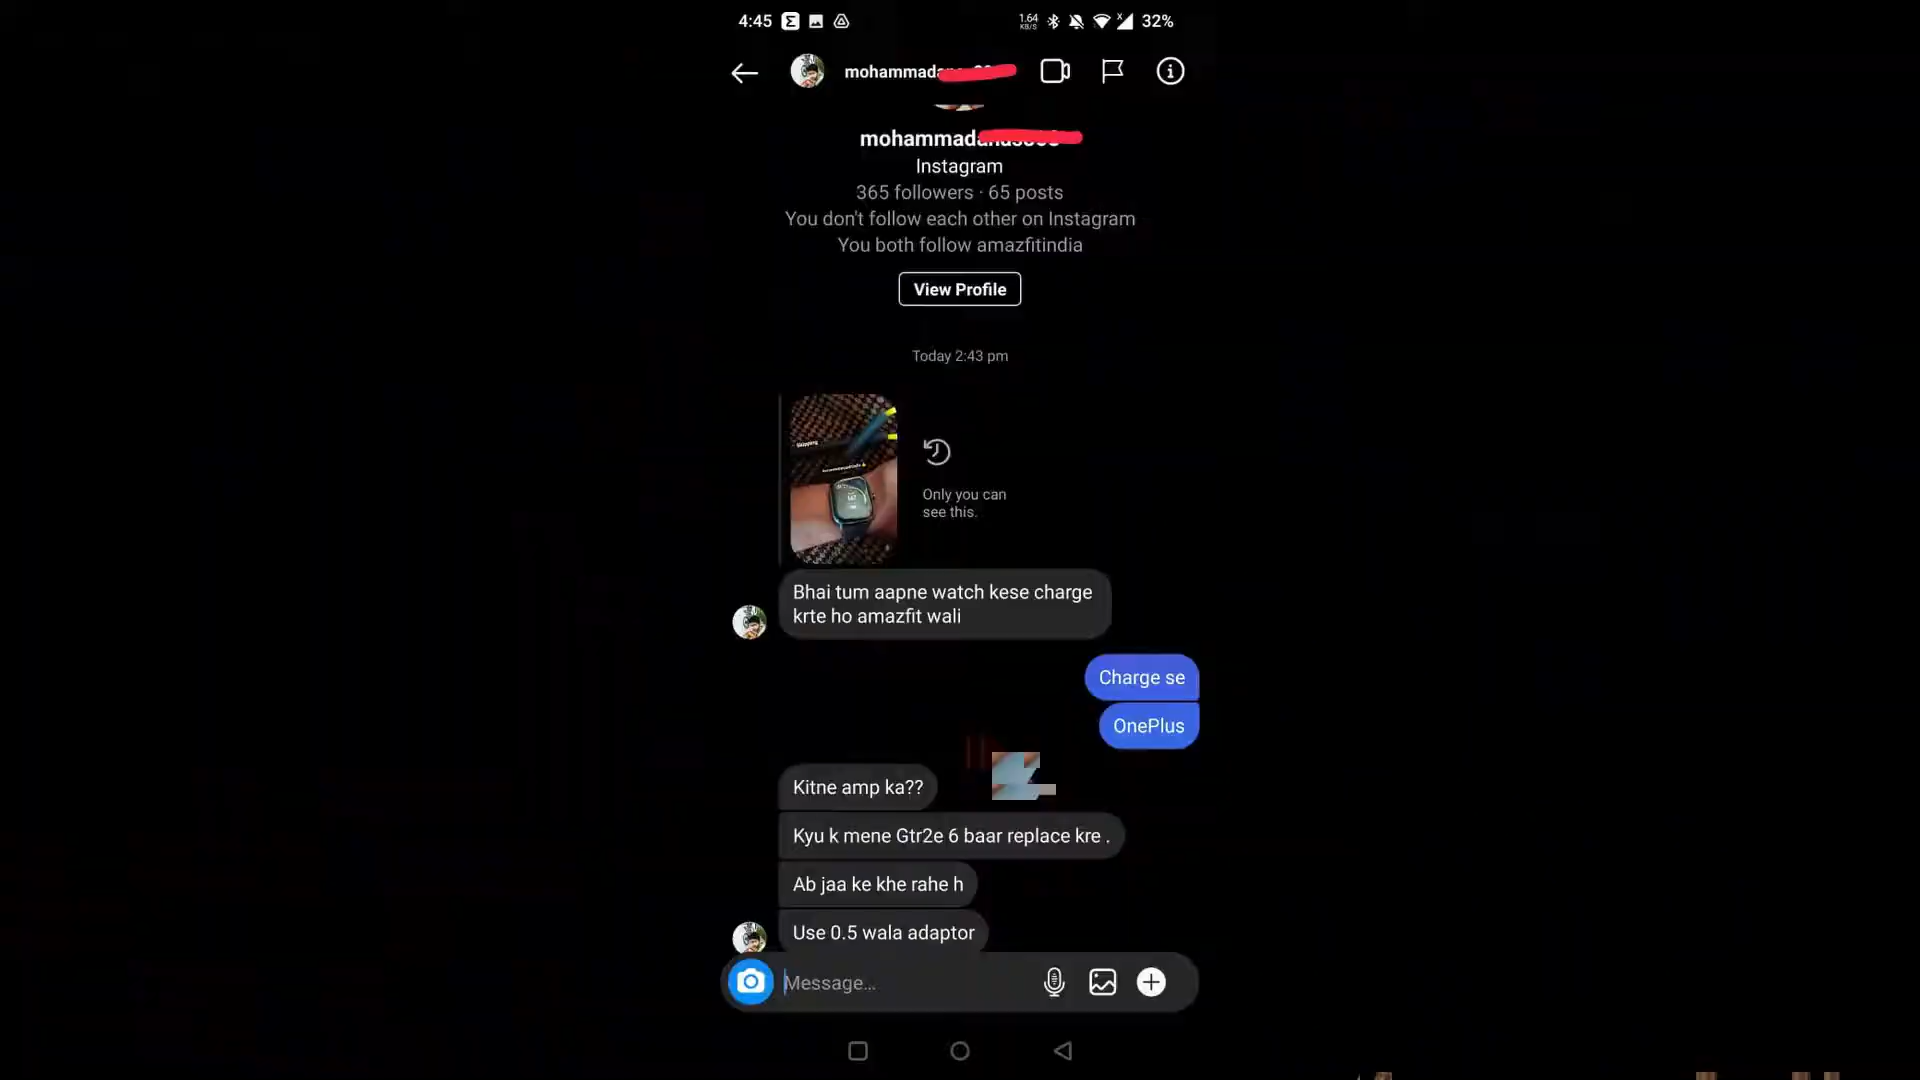 4:45
1.64
KB/S
32%
mohammad
mohammad
Instagram
365 followers · 65 posts
You don't follow each other on Instagram
You both follow amazfitindia
View Profile
Today 2:43 pm
Only you can
see this.
Bhai tum aapne watch kese charge
krte ho amazfit wali
Charge se
OnePlus
Kitne amp ka??
Kyu k mene Gtr2e 6 baar replace kre .
Ab jaa ke khe rahe h
Use 0.5 wala adaptor
Message...